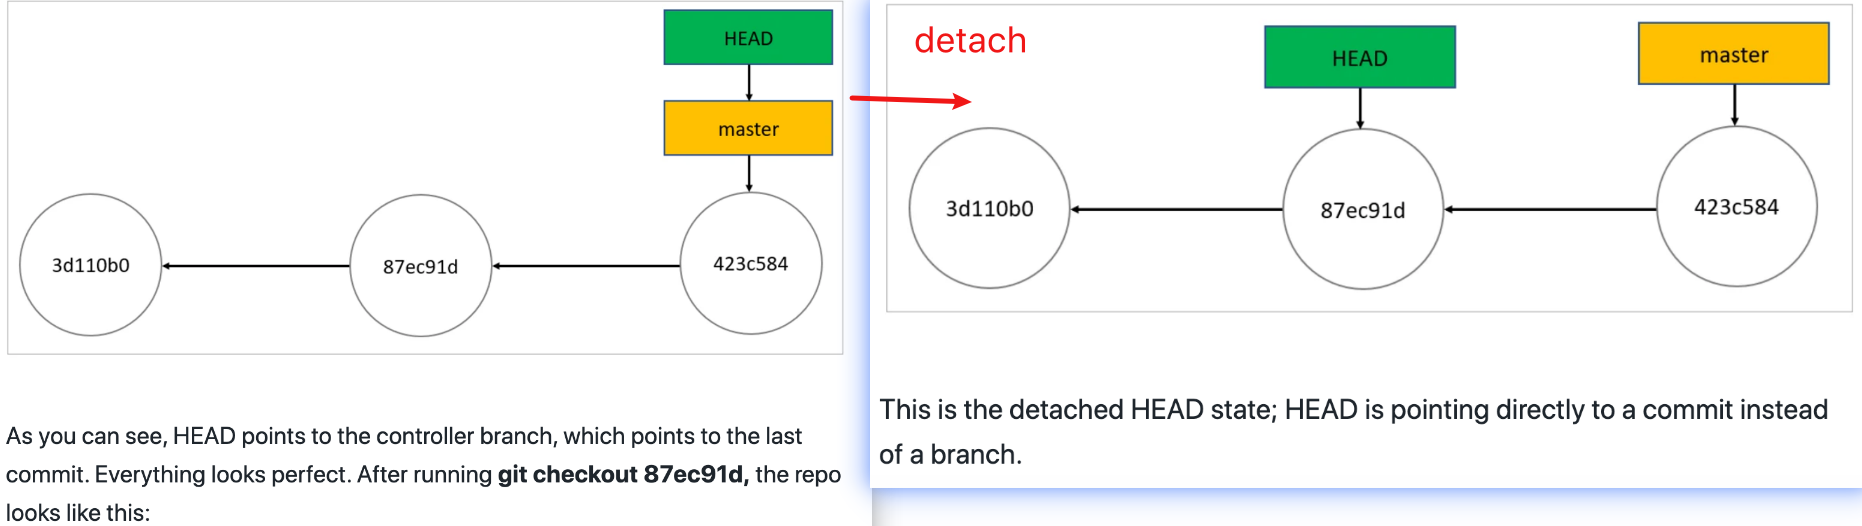 HEAD
master
3d110b0
87ec91d
423c584
As you can see, HEAD points to the controller branch, which points to the last
commit. Everything looks perfect. After running git checkout 87ec91d, the repo
looks like this:
detach
HEAD
master
3d110b0
87ec91d
423c584
This is the detached HEAD state; HEAD is pointing directly to a commit instead
of a branch.